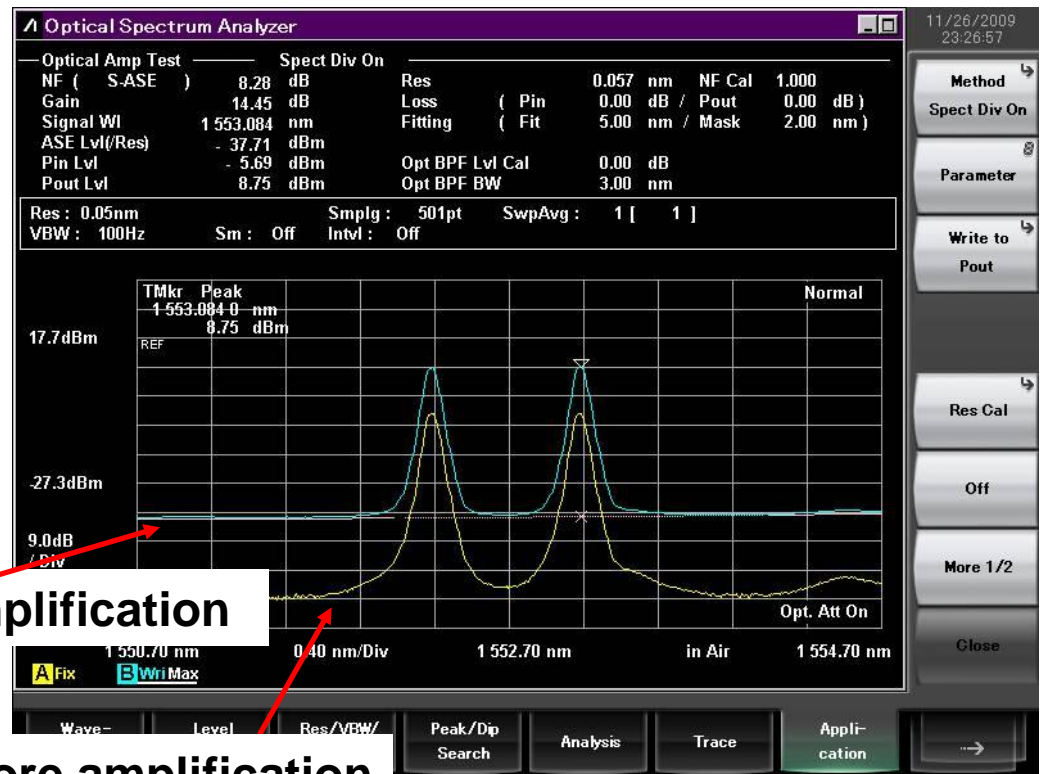 Optical Spectrum Analyzer
11/26/2009
23:26:57
Optical Amp Test Spect Div On
NF ( S-ASE ) 8.28 dB Res 0.057 nm NF Cal 1.000
Gain 14.45 dB Loss ( Pin 0.00 dB / Pout 0.00 dB )
Signal Wl 1 553.084 nm Fitting ( Fit 5.00 nm / Mask 2.00 nm )
ASE Lvl(/Res) - 37.71 dBm
Pin Lvl - 5.69 dBm Opt BPF Lvl Cal 0.00 dB
Pout Lvl 8.75 dBm Opt BPF BW 3.00 nm
Res : 0.05nm Smplg : 501pt SwpAvg : 1 [ 1 ]
VBW : 100Hz Sm : Off Intvl : Off
TMkr Peak Normal
1 553.084 0 nm
8.75 dBm
17.7dBm
REF
-27.3dBm
9.0dB
/ DIV
plification
Opt. Att On
1 550.70 nm 0.40 nm/Div 1 552.70 nm in Air 1 554.70 nm
A Fix B Wri Max
Method
Spect Div On
Parameter
Write to
Pout
Res Cal
Off
More 1/2
Close
Wave-
Level
Res/VBW/
Peak/Dip
Search
Analysis
Trace
Appli-
cation
ore amplification